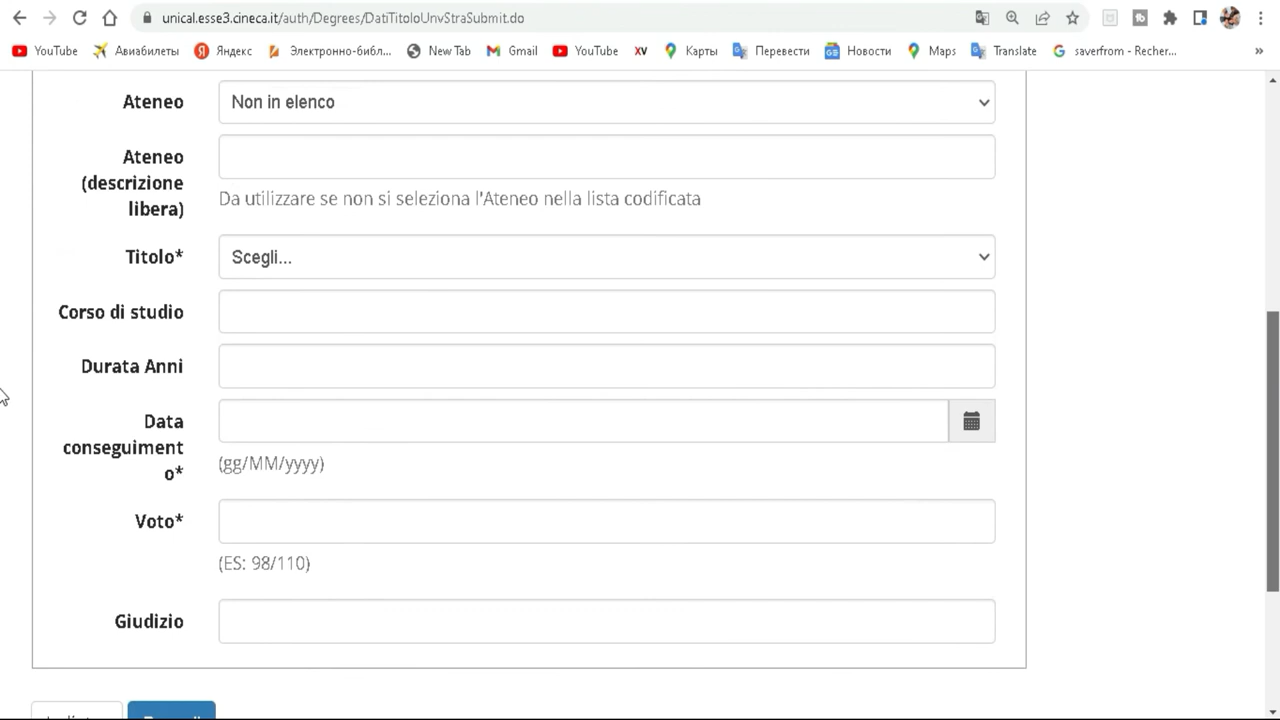 unical.esse3.cineca.it/auth/Degrees/DatiTitoloUnvStraSubmit.do
YouTube Авиабилеты Яндекс Электронно-библ... New Tab Gmail YouTube XV Карты Перевести Новости Maps Translate saverfrom - Recher... »
Ateneo Non in elenco
Ateneo
(descrizione
libera)
Da utilizzare se non si seleziona l'Ateneo nella lista codificata
Titolo* Scegli...
Corso di studio
Durata Anni
Data
conseguiment
o*
(gg/MM/yyyy)
Voto*
(ES: 98/110)
Giudizio